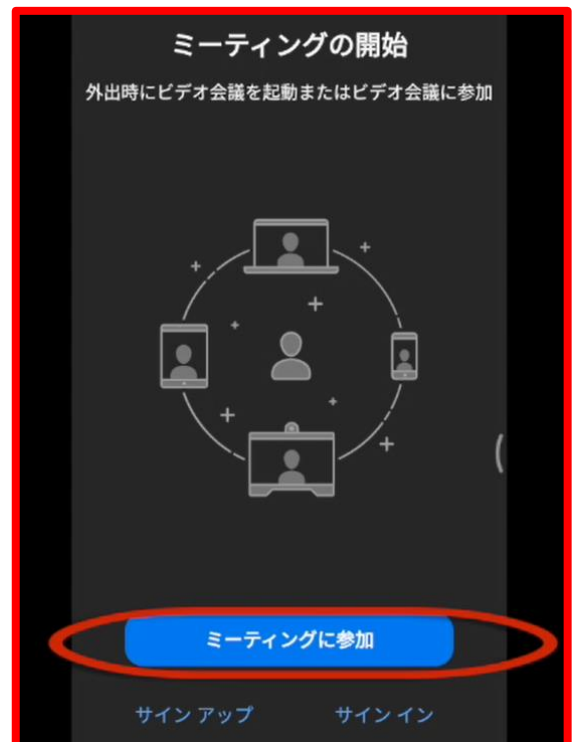 ミーティングの開始
外出時にビデオ会議を起動またはビデオ会議に参加
ミーティングに参加
サイン アップ サイン イン